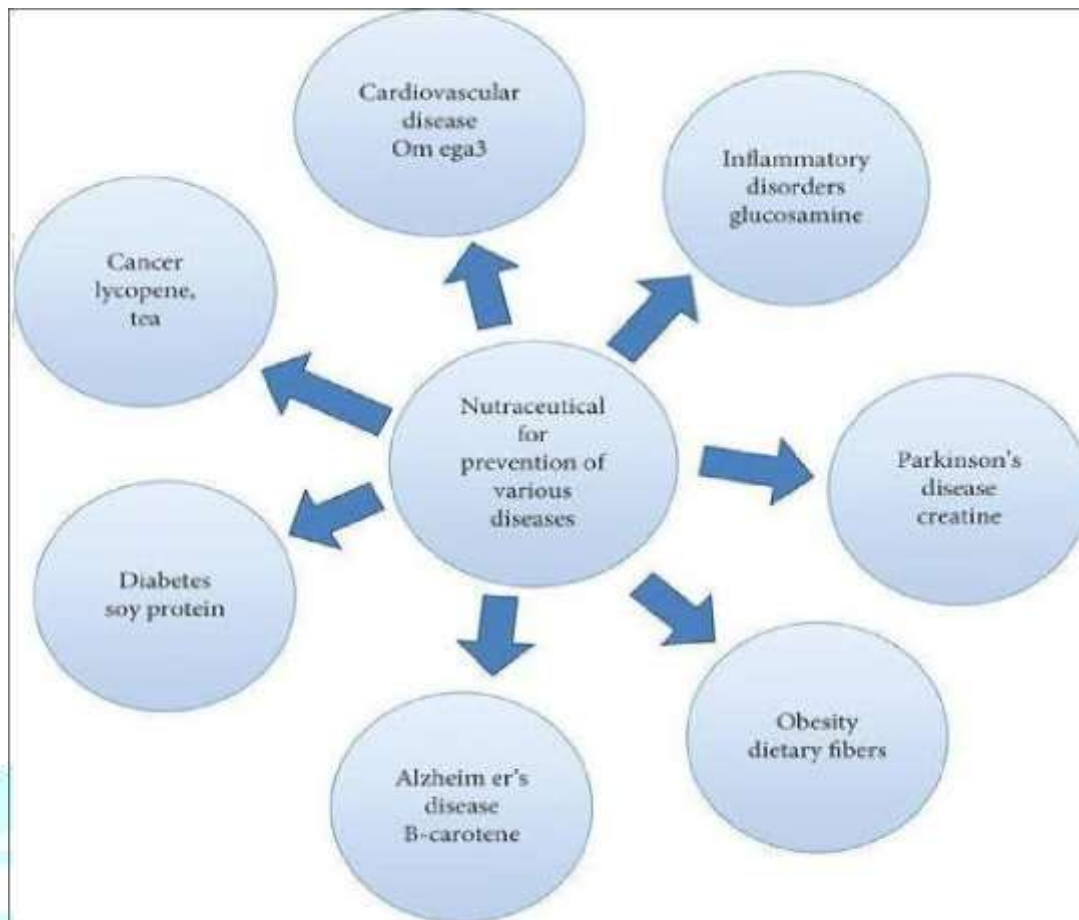 Cardiovascular
disease
Om ega3
Inflammatory
disorders
glucosamine
Cancer
lycopene,
tea
Nutraceutical
for
prevention of
various
diseases
Parkinson's
disease
creatine
Diabetes
soy protein
Obesity
dietary fibers
Alzheim er's
disease
B-carotene